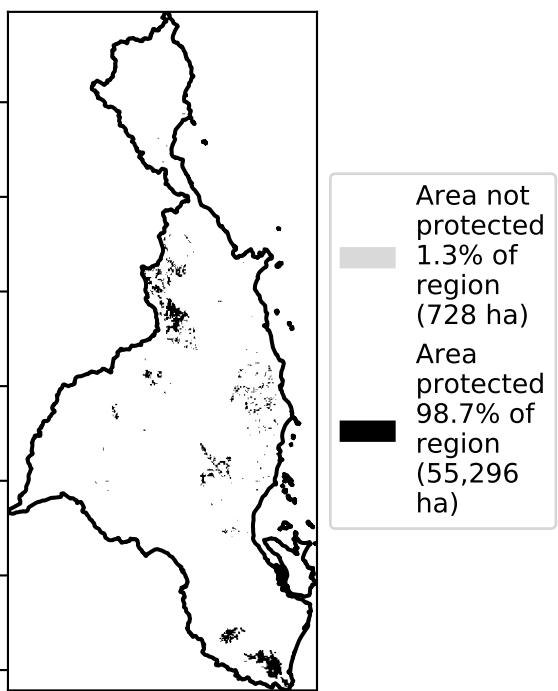 Area not
protected
1.3% of
region
(728 ha)
Area
protected
98.7% of
region
(55,296
ha)